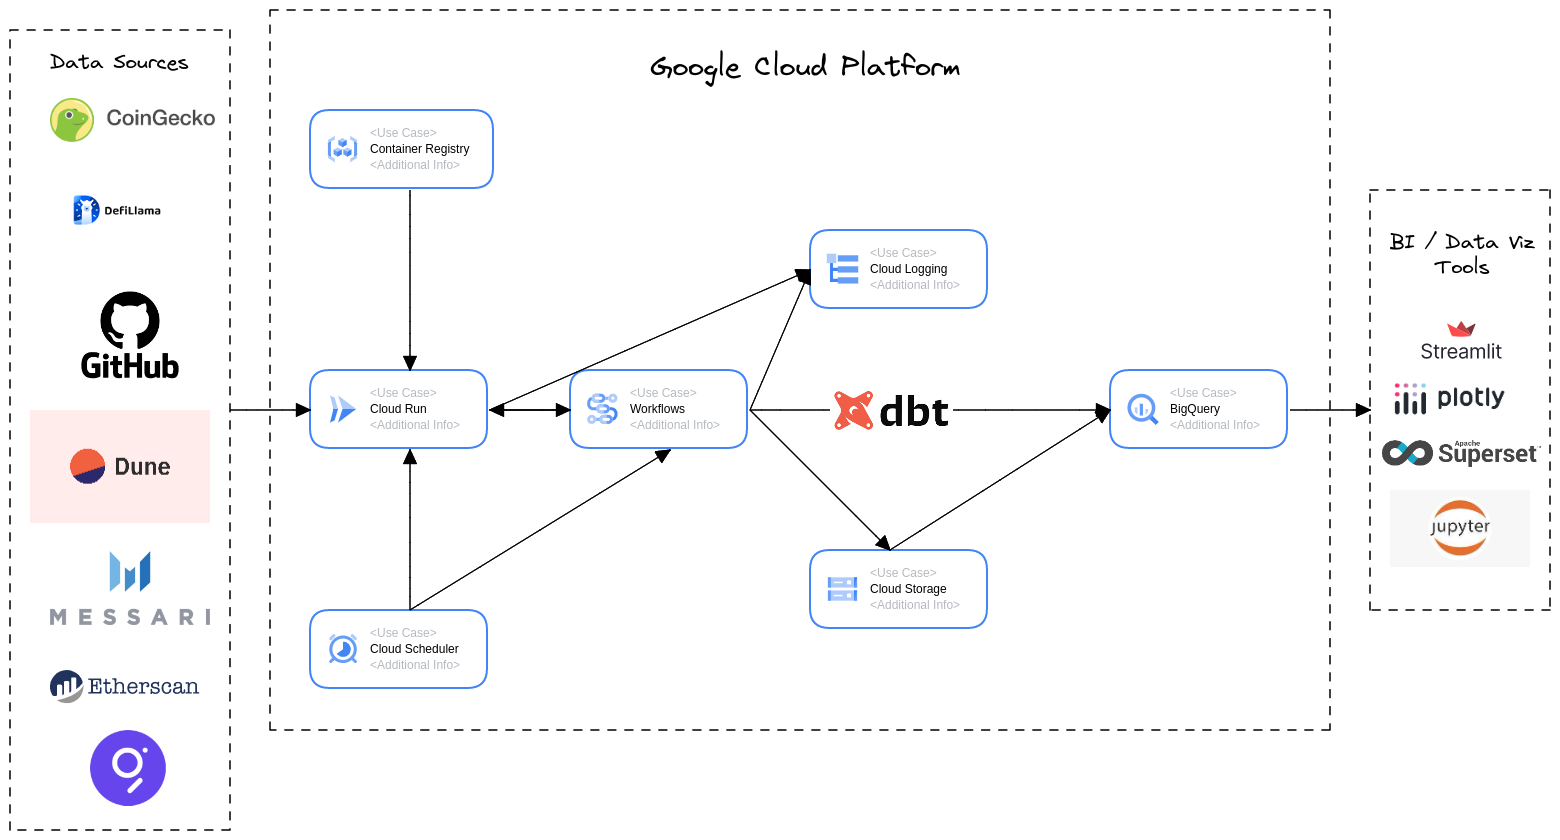 Data Sources
CoinGecko
DefiLlama
GitHub
Dune
MESSARI
Etherscan
Google Cloud Platform
<Use Case>
Container Registry
<Additional Info>
<Use Case>
Cloud Logging
<Additional Info>
<Use Case>
Cloud Run
<Additional Info>
<Use Case>
Workflows
<Additional Info>
dbt
<Use Case>
BigQuery
<Additional Info>
<Use Case>
Cloud Storage
<Additional Info>
<Use Case>
Cloud Scheduler
<Additional Info>
BI / Data Viz
Tools
Streamlit
plotly
Apache
Superset
jupyter